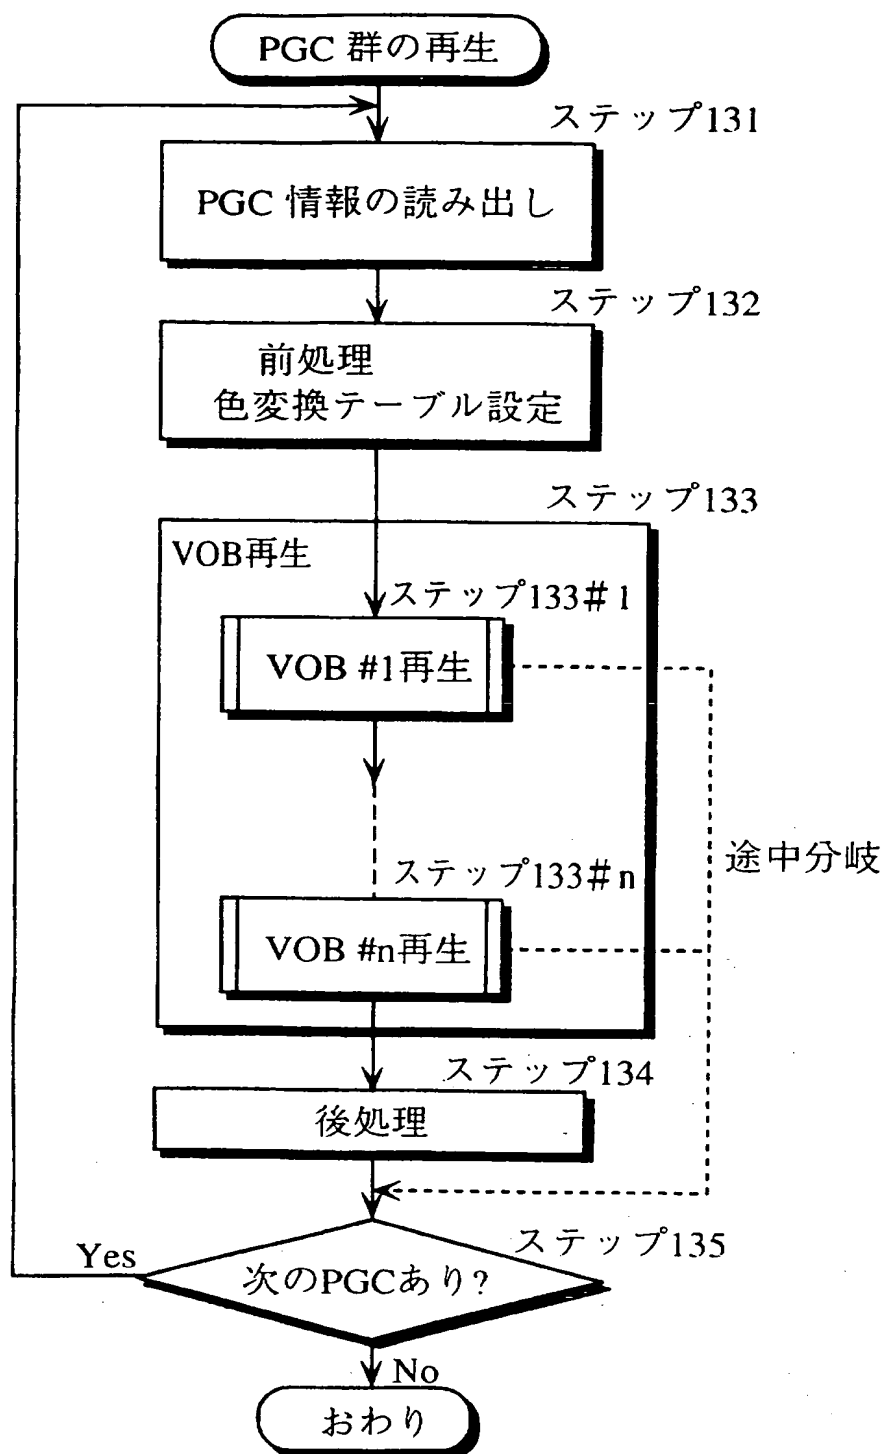 PGC 群の再生
ステップ131
PGC 情報の読み出し
ステップ132
前処理
色変換テーブル設定
ステップ133
VOB再生
ステップ133#1
VOB #1再生
途中分岐
ステップ133#n
VOB #n再生
ステップ134
後処理
ステップ135
Yes
次のPGCあり?
No
おわり